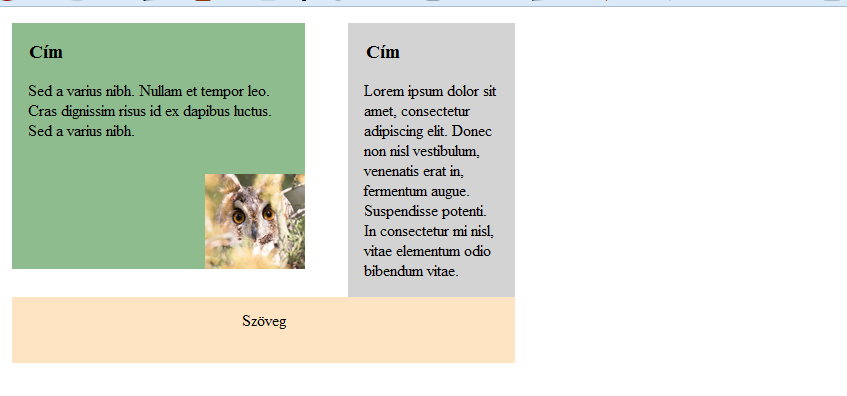 Cím
Sed a varius nibh. Nullam et tempor leo.
Cras dignissim risus id ex dapibus luctus.
Sed a varius nibh.
Cím
Lorem ipsum dolor sit
amet, consectetur
adipiscing elit. Donec
non nisl vestibulum,
venenatis erat in,
fermentum augue.
Suspendisse potenti.
In consectetur mi nisl,
vitae elementum odio
bibendum vitae.
Szöveg